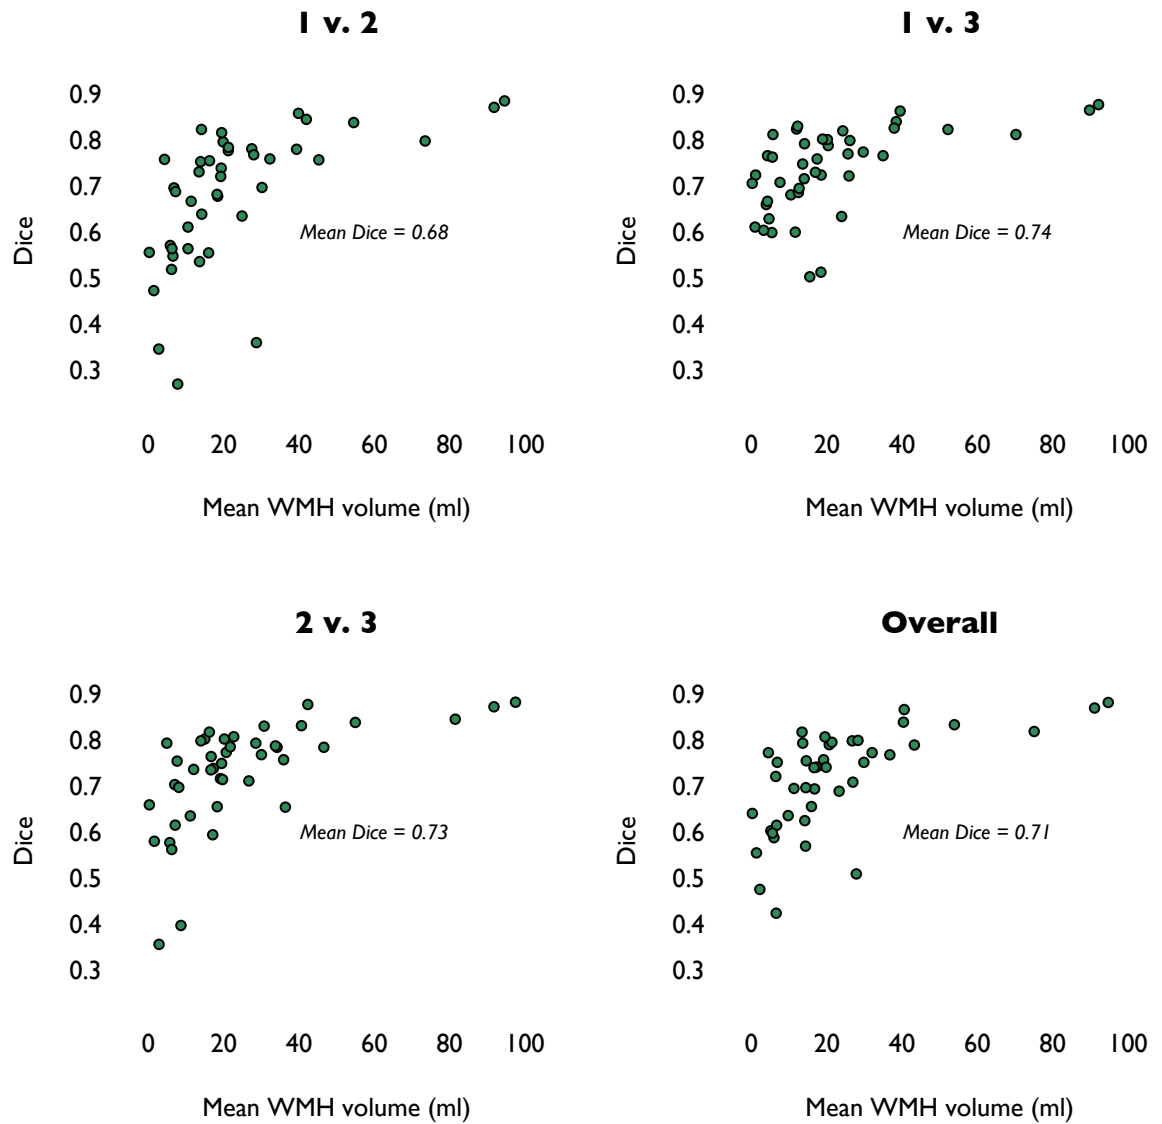 1 v. 2
0.9
0.8
0.7
0.6
0.5
0.4
0.3
Dice
Mean Dice = 0.68
0 20 40 60 80 100
Mean WMH volume (ml)
1 v. 3
0.9
0.8
0.7
0.6
0.5
0.4
0.3
Dice
Mean Dice = 0.74
0 20 40 60 80 100
Mean WMH volume (ml)
2 v. 3
0.9
0.8
0.7
0.6
0.5
0.4
0.3
Dice
Mean Dice = 0.73
0 20 40 60 80 100
Mean WMH volume (ml)
Overall
0.9
0.8
0.7
0.6
0.5
0.4
0.3
Dice
Mean Dice = 0.71
0 20 40 60 80 100
Mean WMH volume (ml)